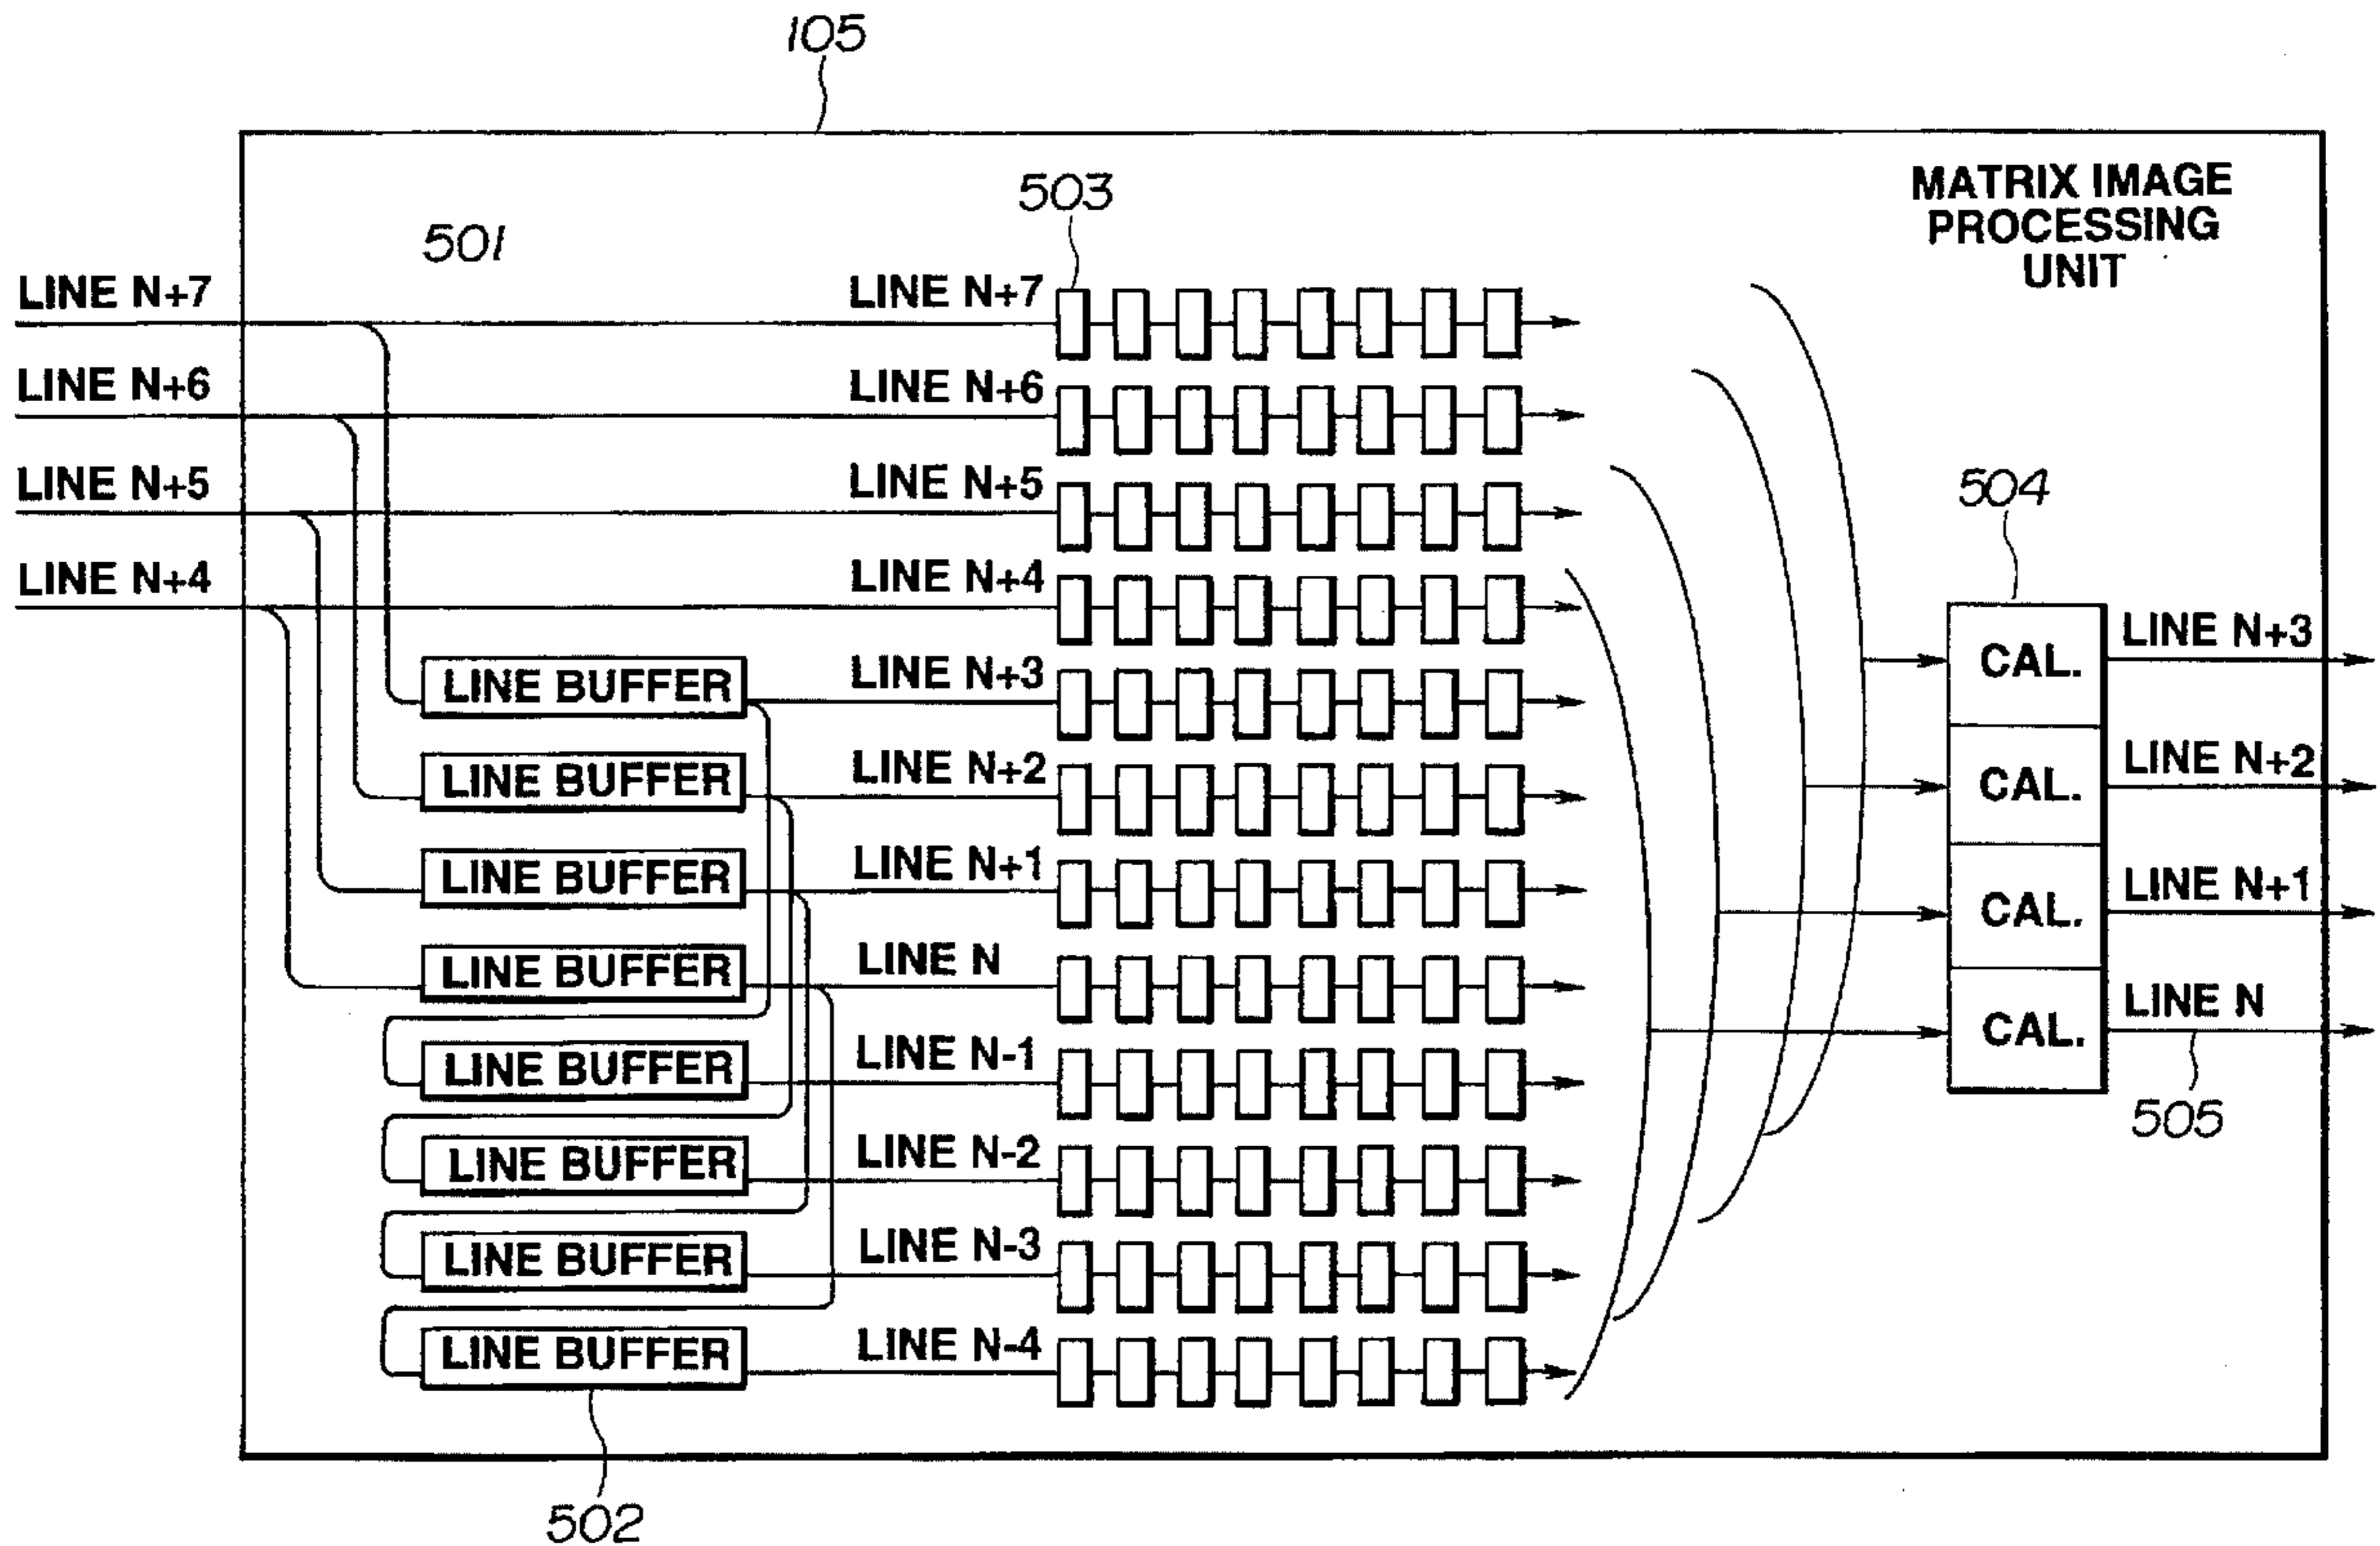 105
MATRIX IMAGE
PROCESSING
UNIT
503
501
LINE N+7
LINE N+7
LINE N+6
LINE N+6
LINE N+5
LINE N+5
504
LINE N+4
LINE N+4
LINE BUFFER
LINE N+3
CAL.
LINE N+3
LINE BUFFER
LINE N+2
CAL.
LINE N+2
LINE BUFFER
LINE N+1
CAL.
LINE N+1
LINE BUFFER
LINE N
CAL.
LINE N
LINE BUFFER
LINE N-1
505
LINE BUFFER
LINE N-2
LINE BUFFER
LINE N-3
LINE BUFFER
LINE N-4
502